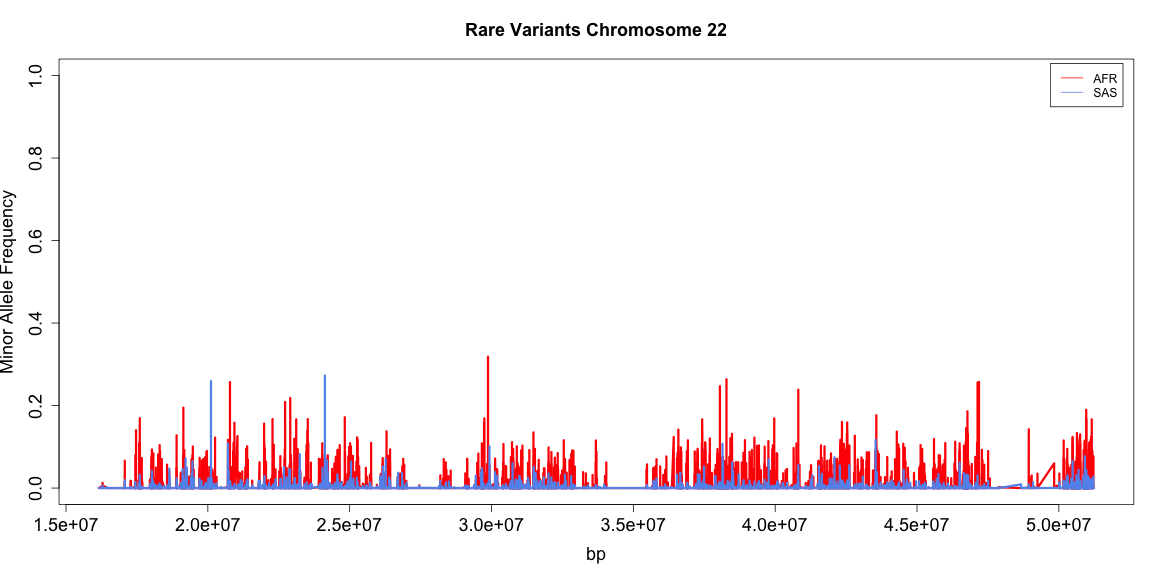 Rare Variants Chromosome 22
AFR
SAS
Minor Allele Frequency
1.0
0.8
0.6
0.4
0.2
0.0
1.5e+07 2.0e+07 2.5e+07 3.0e+07 3.5e+07 4.0e+07 4.5e+07 5.0e+07
bp